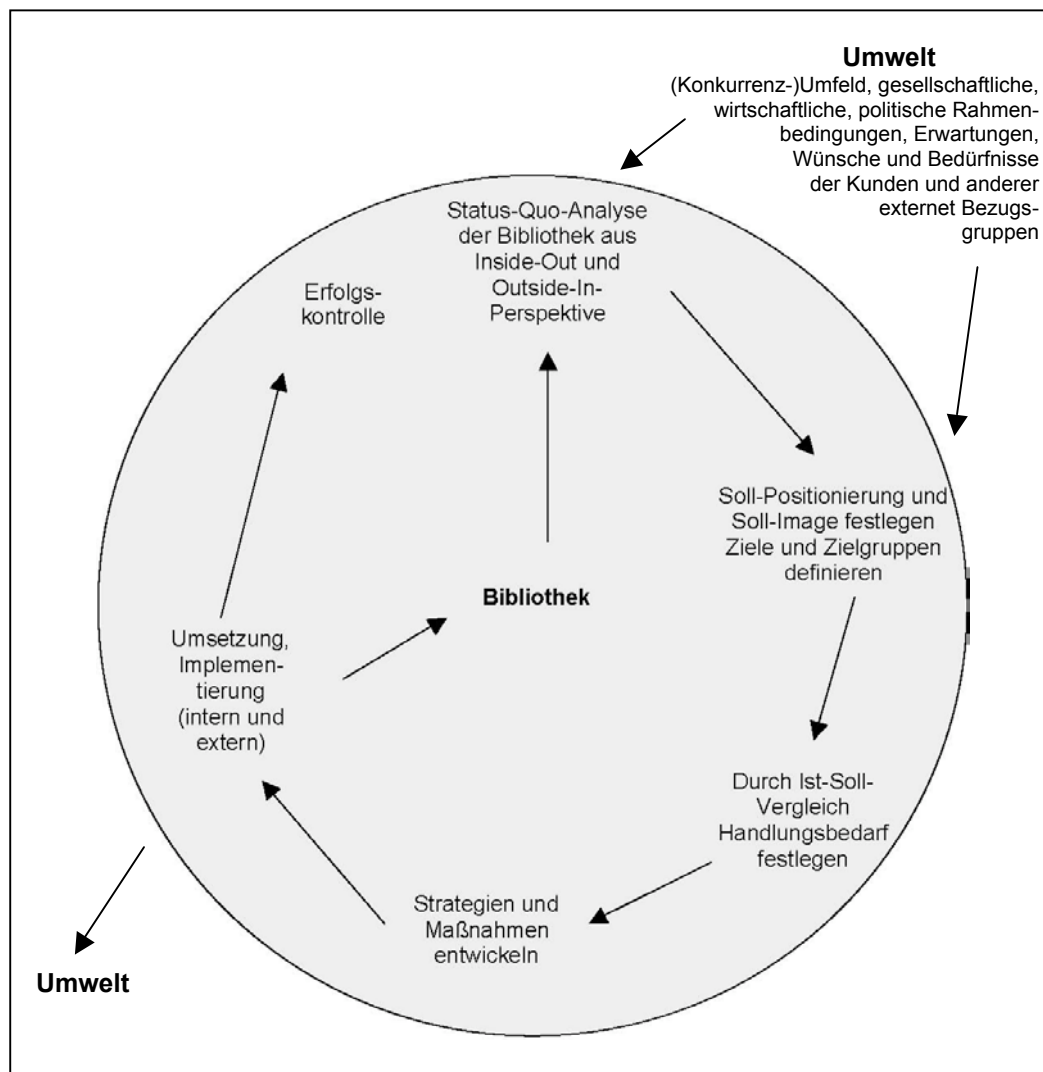 Umwelt
(Konkurrenz-)Umfeld, gesellschaftliche,
wirtschaftliche, politische Rahmen-
bedingungen, Erwartungen,
Wünsche und Bedürfnisse
der Kunden und anderer
externet Bezugs-
gruppen
Status-Quo-Analyse
der Bibliothek aus
Inside-Out und
Outside-In-
Perspektive
Erfolgs-
kontrolle
Soll-Positionierung und
Soll-Image festlegen
Ziele und Zielgruppen
definieren
Bibliothek
Umsetzung,
Implemen-
tierung
(intern und
extern)
Durch Ist-Soll-
Vergleich
Handlungsbedarf
festlegen
Strategien und
Maßnahmen
entwickeln
Umwelt